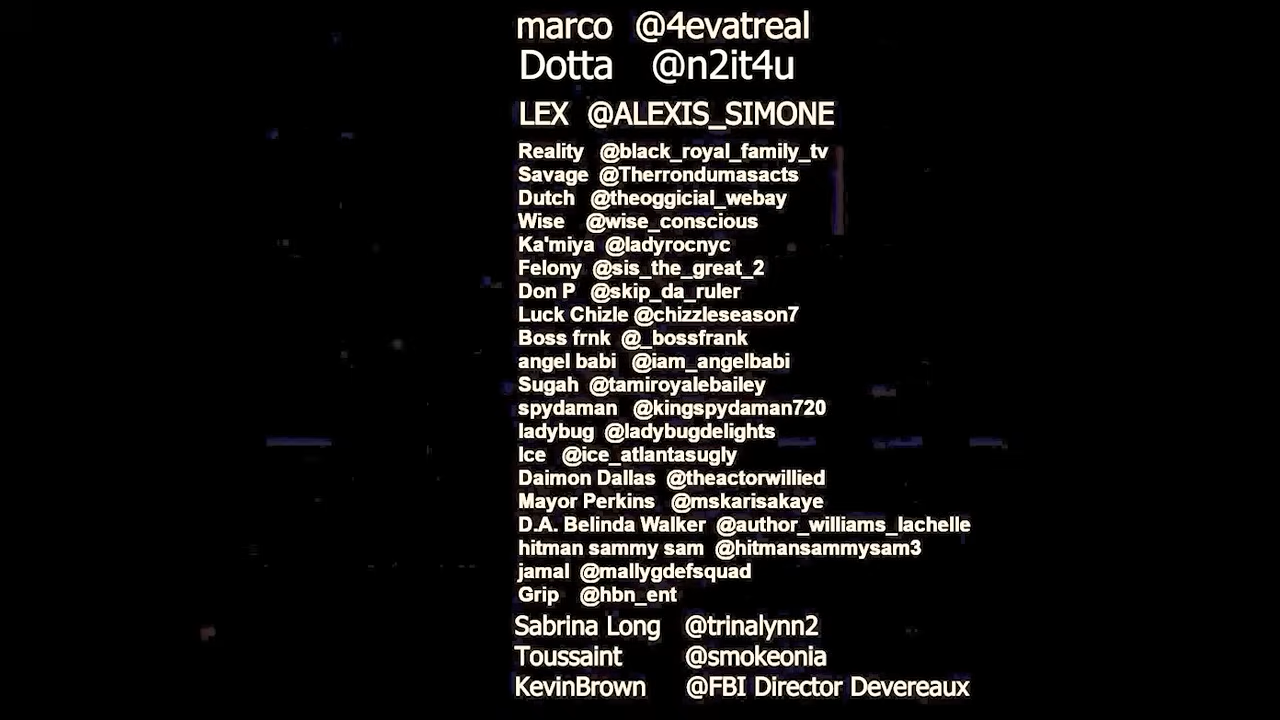 marco @4evatreal
Dotta @n2it4u
LEX @ALEXIS_SIMONE
Reality @black_royal_family_tv
Savage @Therrondumasacts
Dutch @theoggicial_webay
Wise @wise_conscious
Ka'miya @ladyrocnyc
Felony @sis_the_great_2
Don P @skip_da_ruler
Luck Chizle @chizzleseason7
Boss frnk @_bossfrank
angel babi @iam_angelbabi
Sugah @tamiroyalebailey
spydaman @kingspydaman720
ladybug @ladybugdelights
Ice @ice_atlantasugly
Daimon Dallas @theactorwillied
Mayor Perkins @mskarisakaye
D.A. Belinda Walker @author_williams_lachelle
hitman sammy sam @hitmansammysam3
jamal @mallygdefsquad
Grip @hbn_ent
Sabrina Long @trinalynn2
Toussaint @smokeonia
KevinBrown @FBI Director Devereaux